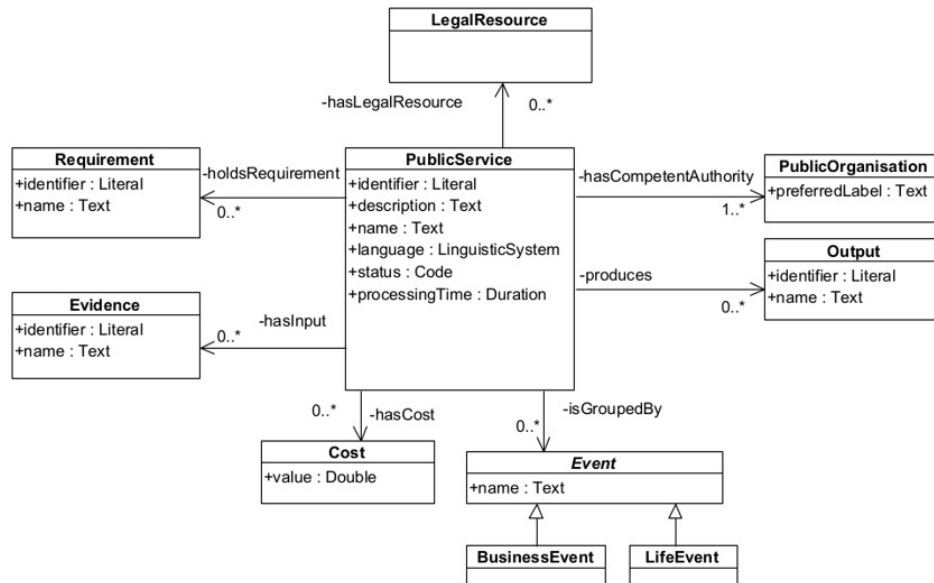 LegalResource
-hasLegalResource
0..*
Requirement
+identifier : Literal
+name : Text
-holdsRequirement
0..*
PublicService
+identifier : Literal
+description : Text
+name : Text
+language : LinguisticSystem
+status : Code
+processingTime : Duration
-hasCompetentAuthority
1..*
PublicOrganisation
+preferredLabel : Text
-produces
0..*
Output
+identifier : Literal
+name : Text
Evidence
+identifier : Literal
+name : Text
-hasInput
0..*
0..*
-hasCost
Cost
+value : Double
-isGroupedBy
0..*
Event
+name : Text
BusinessEvent
LifeEvent